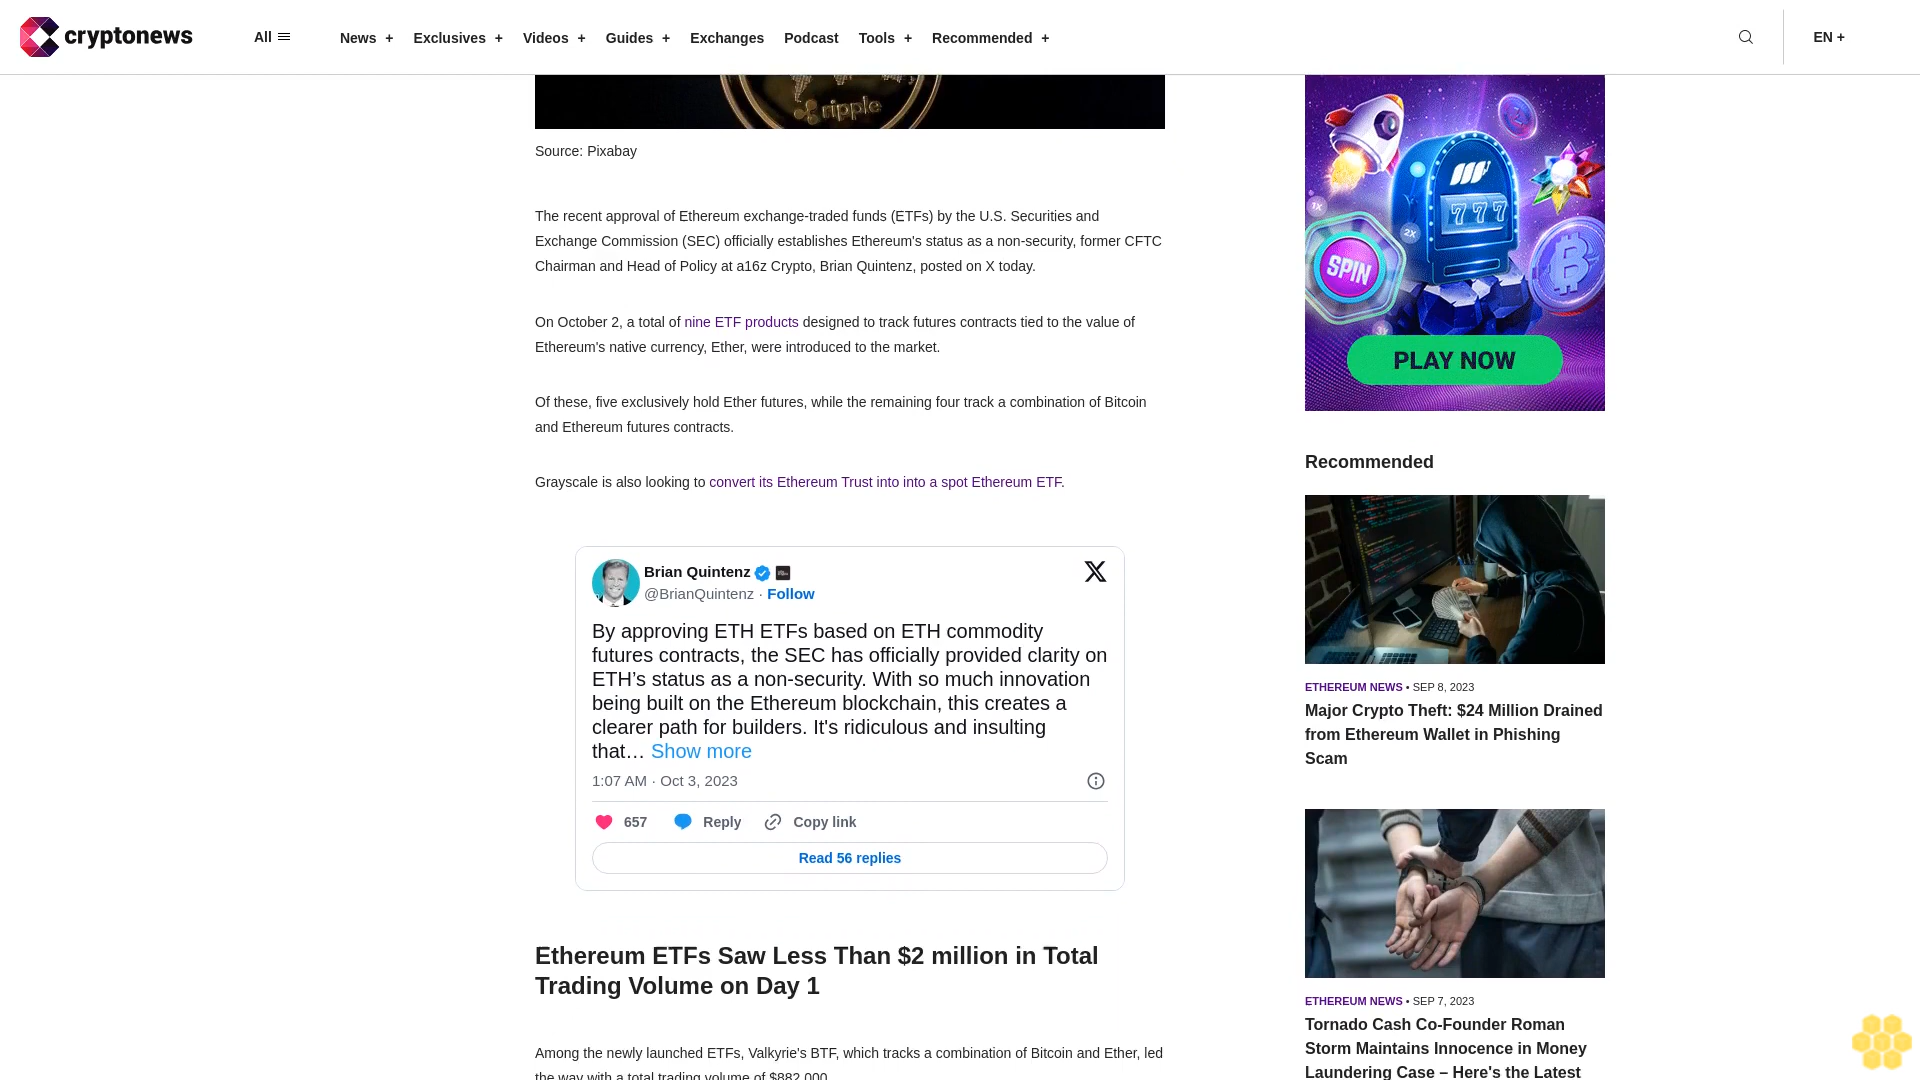 cryptonews
All
News +
Exclusives +
Videos +
Guides +
Exchanges
Podcast
Tools +
Recommended +
EN +
ripple
Source: Pixabay
The recent approval of Ethereum exchange-traded funds (ETFs) by the U.S. Securities and
Exchange Commission (SEC) officially establishes Ethereum's status as a non-security, former CFTC
Chairman and Head of Policy at a16z Crypto, Brian Quintenz, posted on X today.
On October 2, a total of nine ETF products designed to track futures contracts tied to the value of
Ethereum's native currency, Ether, were introduced to the market.
Of these, five exclusively hold Ether futures, while the remaining four track a combination of Bitcoin
and Ethereum futures contracts.
Grayscale is also looking to convert its Ethereum Trust into into a spot Ethereum ETF.
Brian Quintenz
@BrianQuintenz · Follow
By approving ETH ETFs based on ETH commodity
futures contracts, the SEC has officially provided clarity on
ETH’s status as a non-security. With so much innovation
being built on the Ethereum blockchain, this creates a
clearer path for builders. It's ridiculous and insulting
that… Show more
1:07 AM · Oct 3, 2023
657
Reply
Copy link
Read 56 replies
Ethereum ETFs Saw Less Than $2 million in Total
Trading Volume on Day 1
Among the newly launched ETFs, Valkyrie's BTF, which tracks a combination of Bitcoin and Ether, led
the way with a total trading volume of $882,000.
1X
2X
777
SPIN
3X
PLAY NOW
Recommended
ETHEREUM NEWS • SEP 8, 2023
Major Crypto Theft: $24 Million Drained
from Ethereum Wallet in Phishing
Scam
ETHEREUM NEWS • SEP 7, 2023
Tornado Cash Co-Founder Roman
Storm Maintains Innocence in Money
Laundering Case – Here's the Latest